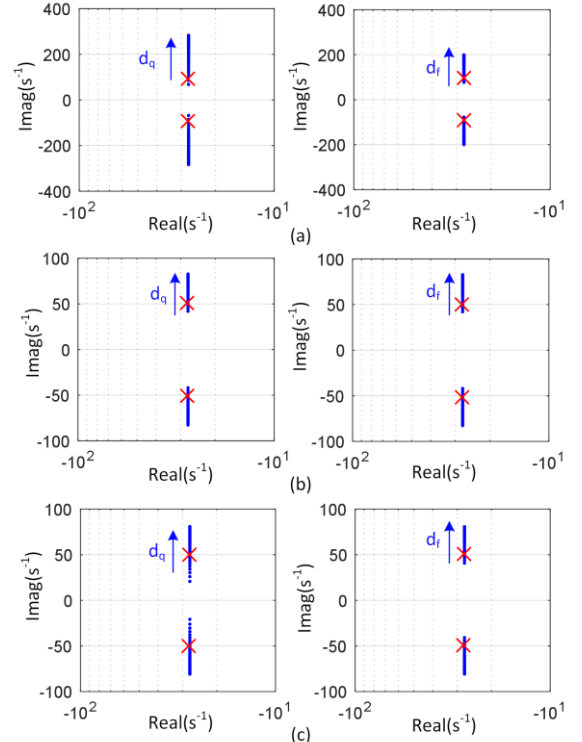 400
200
0
-200
-400
Imag(s⁻¹)
d_q
-10²
-10¹
Real(s⁻¹)
400
200
0
-200
-400
Imag(s⁻¹)
d_f
-10²
-10¹
Real(s⁻¹)
(a)
100
50
0
-50
-100
Imag(s⁻¹)
d_q
-10²
-10¹
Real(s⁻¹)
100
50
0
-50
-100
Imag(s⁻¹)
d_f
-10²
-10¹
Real(s⁻¹)
(b)
100
50
0
-50
-100
Imag(s⁻¹)
d_q
-10²
-10¹
Real(s⁻¹)
100
50
0
-50
-100
Imag(s⁻¹)
d_f
-10²
-10¹
Real(s⁻¹)
(c)